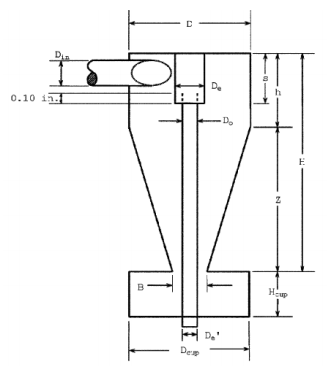 D
D_in
D_e
s
h
0.10 in.
D_o
H
Z
B
H_cup
D_e'
D_cup